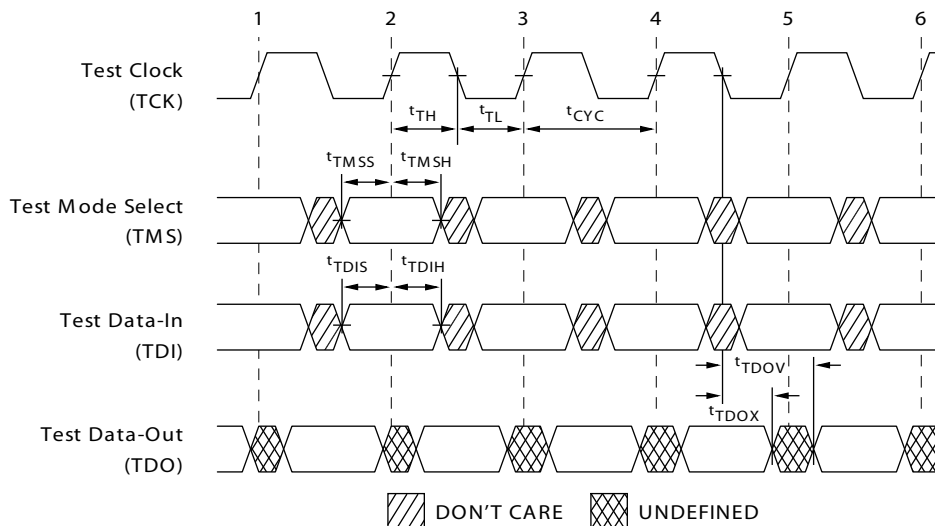 1 2 3 4 5 6
Test Clock
(TCK)
tTH tTL tCYC
tTMSS tTMSH
Test Mode Select
(TMS)
tTDIS tTDIH
Test Data-In
(TDI)
tTDOV
tTDOX
Test Data-Out
(TDO)
DON'T CARE UNDEFINED